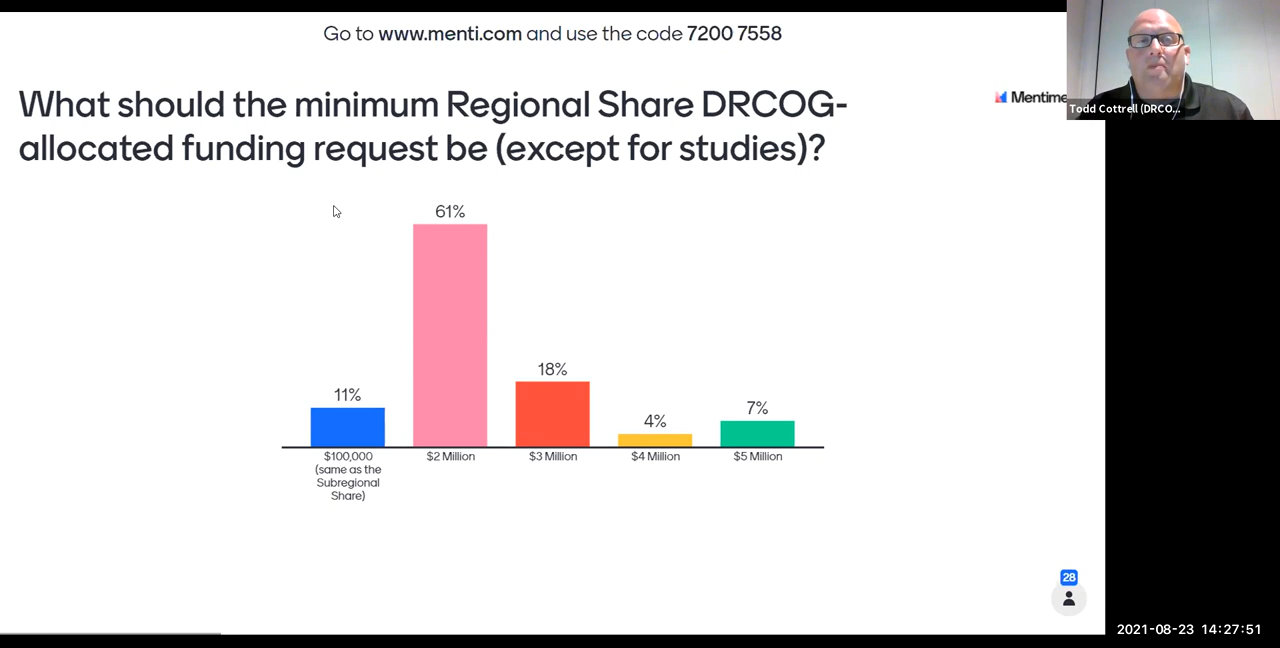 Go to www.menti.com and use the code 7200 7558
What should the minimum Regional Share DRCOG-
allocated funding request be (except for studies)?
Mentime
Todd Cottrell (DRCO...
61%
18%
11%
7%
4%
$100,000
(same as the
Subregional
Share)
$2 Million
$3 Million
$4 Million
$5 Million
28
2021-08-23 14:27:51